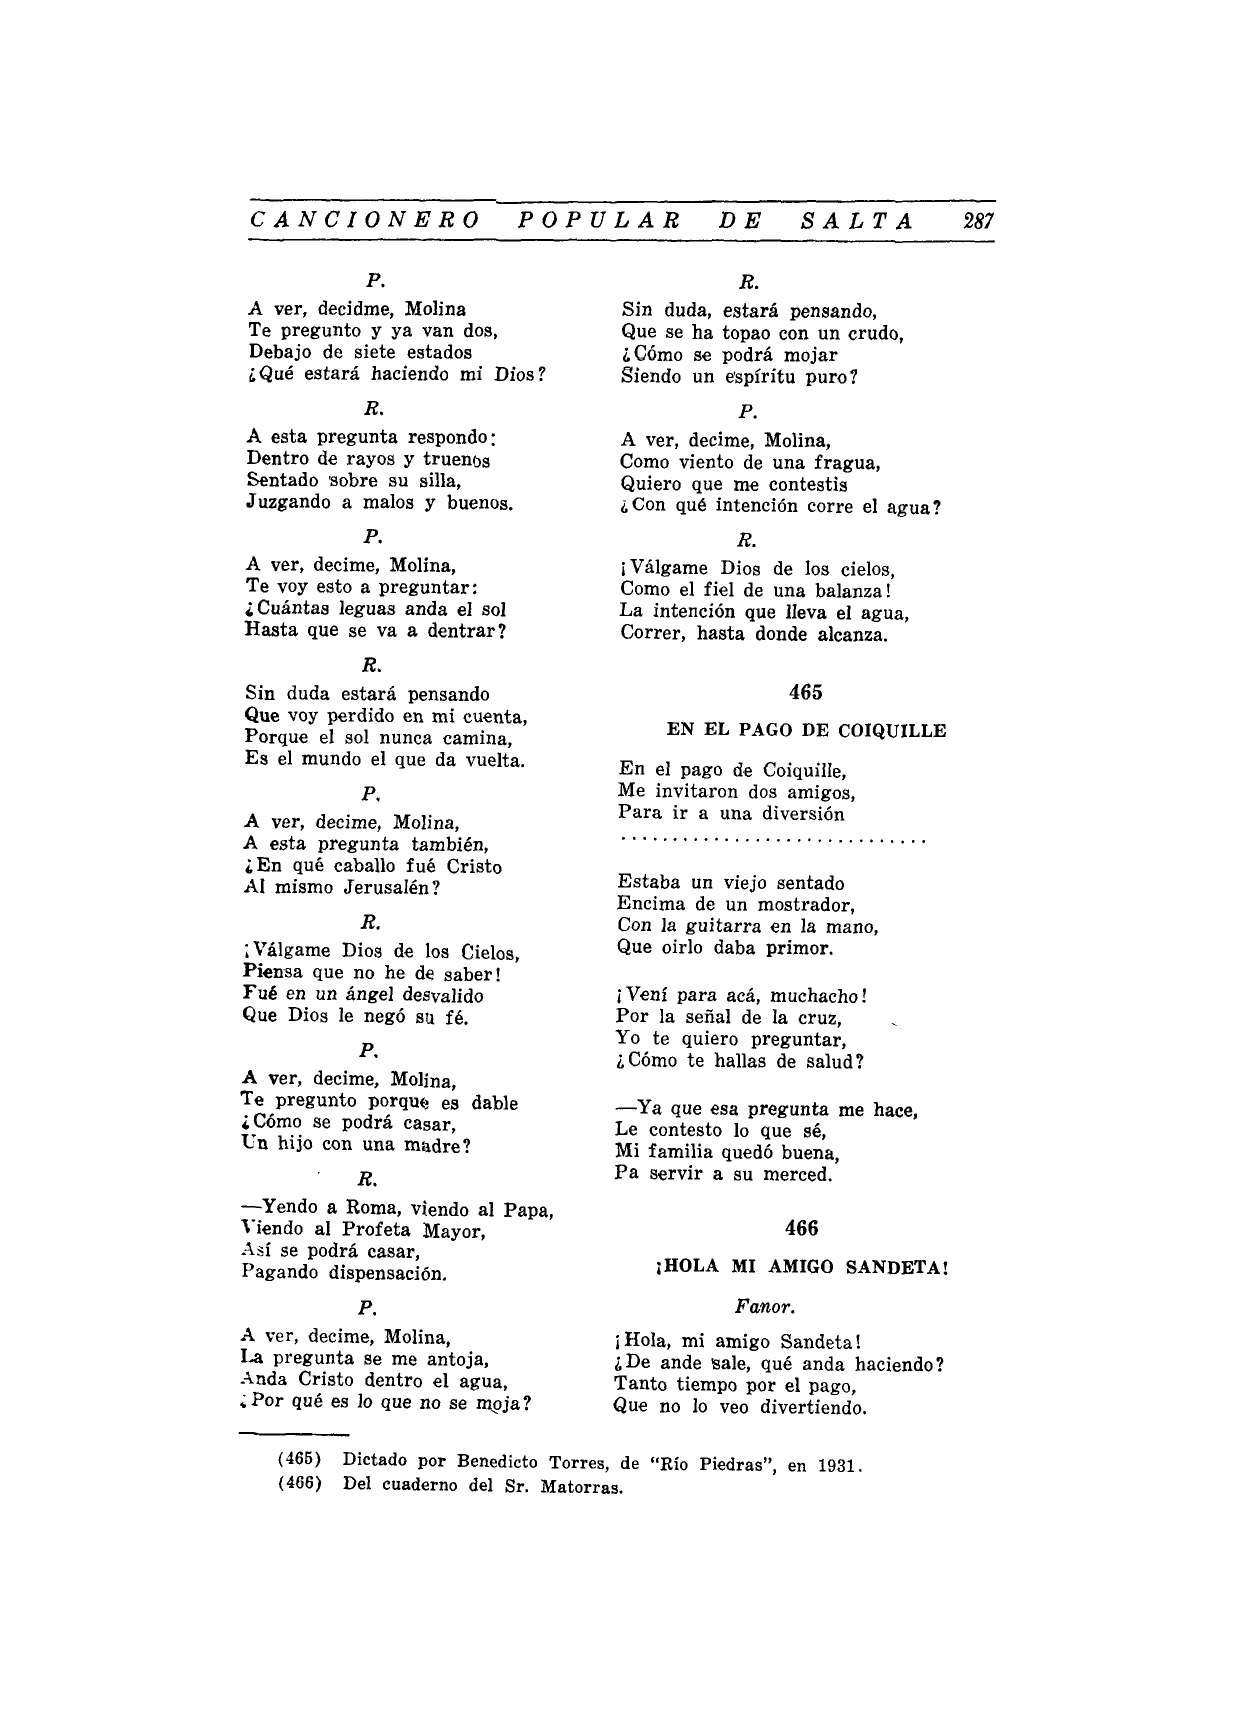 CANCIONERO POPULAR DE SALTA 287
P.
A ver, decidme, Molina
Te pregunto y ya van dos,
Debajo de siete estados
¿Qué estará haciendo mi Dios?
R.
A esta pregunta respondo:
Dentro de rayos y truenos
Sentado sobre su silla,
Juzgando a malos y buenos.
P.
A ver, decime, Molina,
Te voy esto a preguntar:
¿Cuántas leguas anda el sol
Hasta que se va a dentrar?
R.
Sin duda estará pensando
Que voy perdido en mi cuenta,
Porque el sol nunca camina,
Es el mundo el que da vuelta.
P.
A ver, decime, Molina,
A esta pregunta también,
¿En qué caballo fué Cristo
Al mismo Jerusalén?
R.
¡Válgame Dios de los Cielos,
Piensa que no he de saber!
Fué en un ángel desvalido
Que Dios le negó su fé.
P.
A ver, decime, Molina,
Te pregunto porque es dable
¿Cómo se podrá casar,
Un hijo con una madre?
R.
—Yendo a Roma, viendo al Papa,
Viendo al Profeta Mayor,
Así se podrá casar,
Pagando dispensación.
P.
A ver, decime, Molina,
La pregunta se me antoja,
Anda Cristo dentro el agua,
¿Por qué es lo que no se moja?
R.
Sin duda, estará pensando,
Que se ha topao con un crudo,
¿Cómo se podrá mojar
Siendo un espíritu puro?
P.
A ver, decime, Molina,
Como viento de una fragua,
Quiero que me contestis
¿Con qué intención corre el agua?
R.
¡Válgame Dios de los cielos,
Como el fiel de una balanza!
La intención que lleva el agua,
Correr, hasta donde alcanza.
465
EN EL PAGO DE COIQUILLE
En el pago de Coiquille,
Me invitaron dos amigos,
Para ir a una diversión
..............................
Estaba un viejo sentado
Encima de un mostrador,
Con la guitarra en la mano,
Que oirlo daba primor.
¡Vení para acá, muchacho!
Por la señal de la cruz,
Yo te quiero preguntar,
¿Cómo te hallas de salud?
—Ya que esa pregunta me hace,
Le contesto lo que sé,
Mi familia quedó buena,
Pa servir a su merced.
466
¡HOLA MI AMIGO SANDETA!
Fanor.
¡Hola, mi amigo Sandeta!
¿De ande sale, qué anda haciendo?
Tanto tiempo por el pago,
Que no lo veo divertiendo.
(465) Dictado por Benedicto Torres, de “Río Piedras”, en 1931.
(466) Del cuaderno del Sr. Matorras.